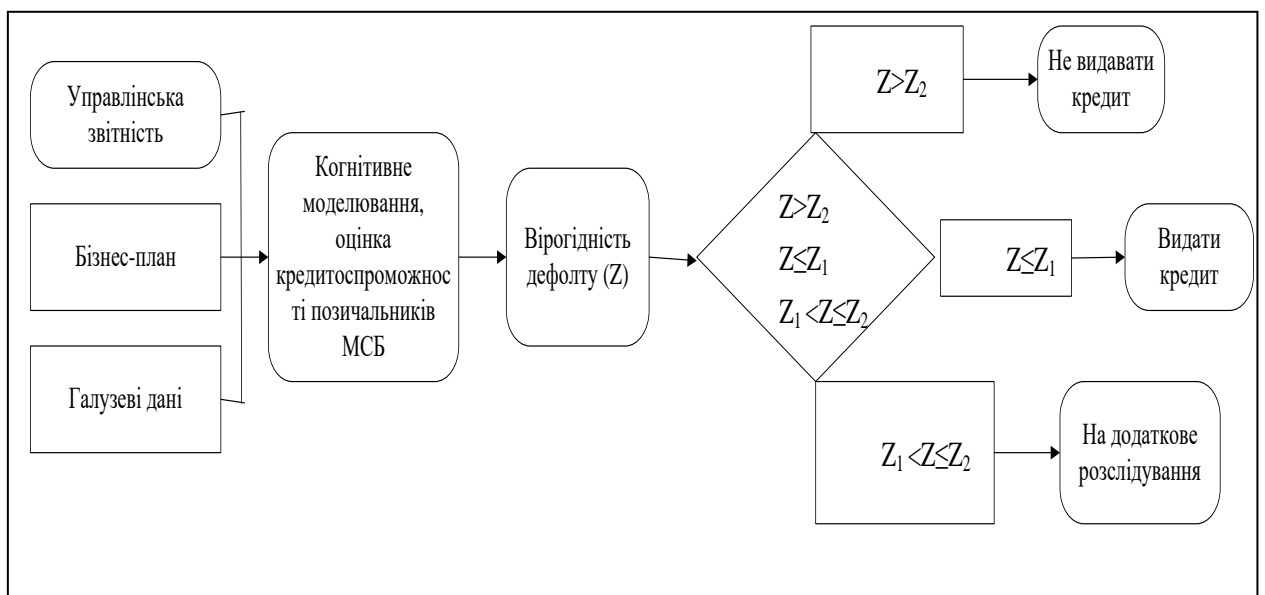 Управлінська
звітність
Бізнес-план
Галузеві дані
Когнітивне
моделювання,
оцінка
кредитоспроможнос
ті позичальників
МСБ
Вірогідність
дефолту (Z)
Z>Z₂
Z≤Z₁
Z₁<Z≤Z₂
Z>Z₂
Не видавати
кредит
Z≤Z₁
Видати
кредит
Z₁<Z≤Z₂
На додаткове
розслідування